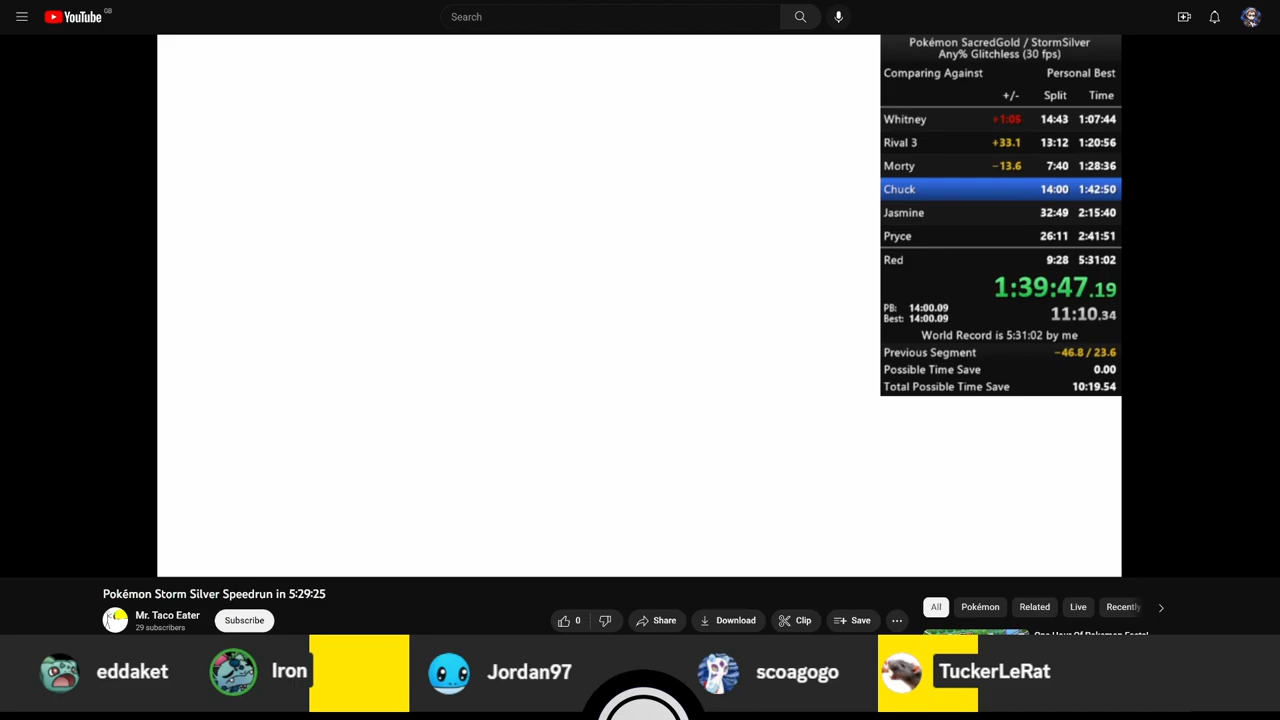 YouTube GB
Search
Pokémon SacredGold / StormSilver
Any% Glitchless (30 fps)
Comparing Against Personal Best
+/- Split Time
Whitney +1:05 14:43 1:07:44
Rival 3 +33.1 13:12 1:20:56
Morty −13.6 7:40 1:28:36
Chuck 14:00 1:42:50
Jasmine 32:49 2:15:40
Pryce 26:11 2:41:51
Red 9:28 5:31:02
1:39:47.19
PB: 14:00.09
Best: 14:00.09
11:10.34
World Record is 5:31:02 by me
Previous Segment −46.8 / 23.6
Possible Time Save 0.00
Total Possible Time Save 10:19.54
Pokémon Storm Silver Speedrun in 5:29:25
Mr. Taco Eater
29 subscribers
Subscribe
0
Share
Download
Clip
Save
All
Pokémon
Related
Live
Recently
eddaket
Iron
Jordan97
scoagogo
TuckerLeRat